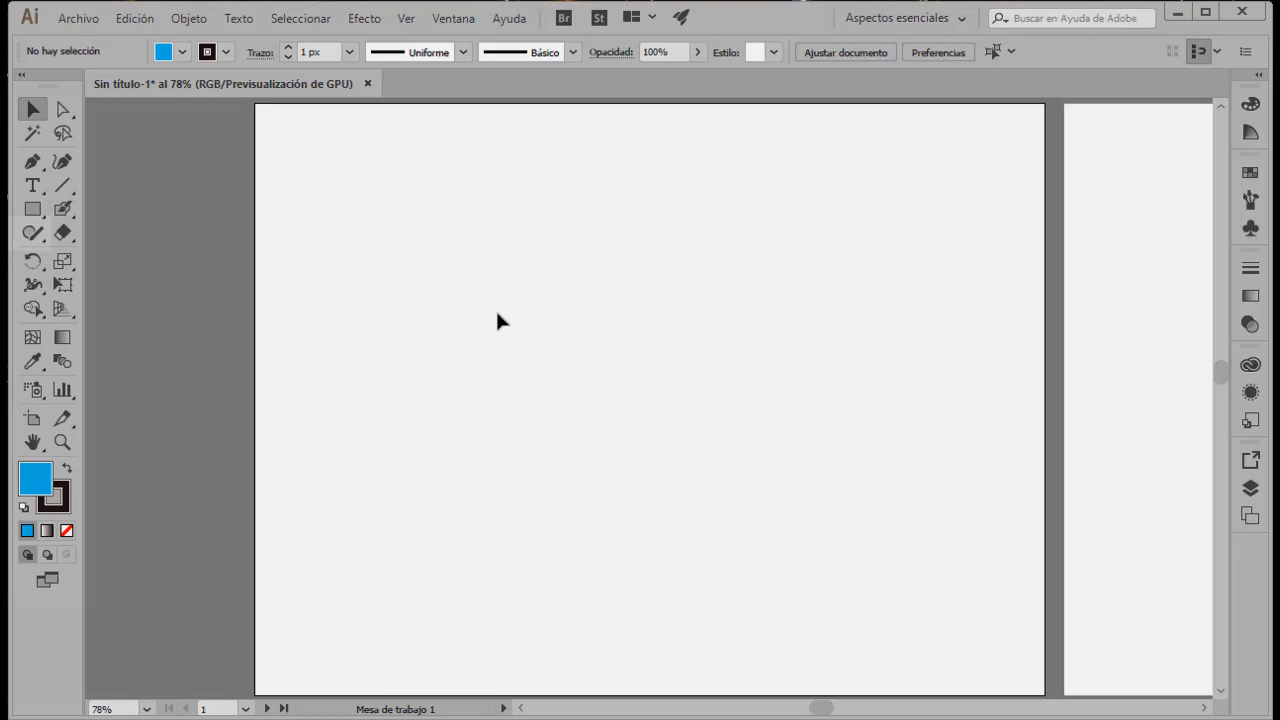 Ai Archivo Edición Objeto Texto Seleccionar Efecto Ver Ventana Ayuda Br St Aspectos esenciales Buscar en Ayuda de Adobe
No hay selección Trazo: 1 px Uniforme Básico Opacidad: 100% Estilo: Ajustar documento Preferencias
Sin título-1* al 78% (RGB/Previsualización de GPU) ×
78% 1 Mesa de trabajo 1